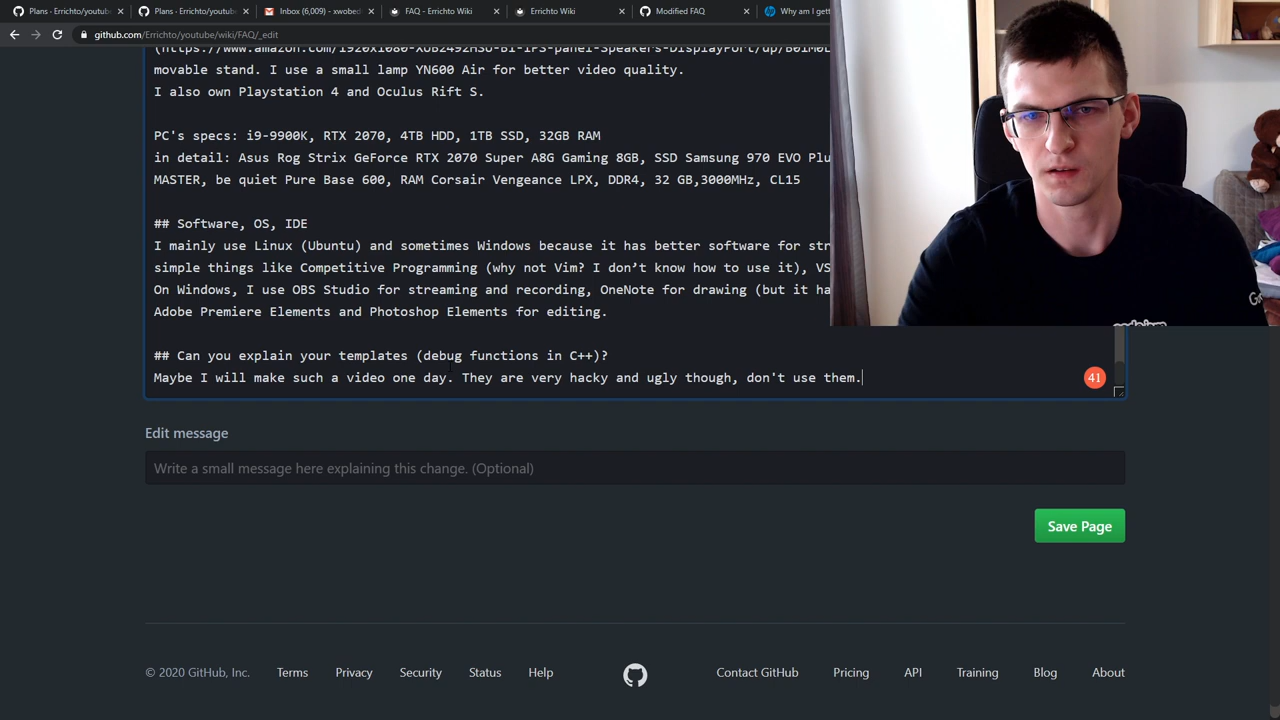 Plans · Errichto/youtub
Plans · Errichto/youtub
Inbox (6,009) - xwobed
FAQ - Errichto Wiki
Errichto Wiki
Modified FAQ
Why am I gett
github.com/Errichto/youtube/wiki/FAQ/_edit
movable stand. I use a small lamp YN600 Air for better video quality.
I also own Playstation 4 and Oculus Rift S.
PC's specs: i9-9900K, RTX 2070, 4TB HDD, 1TB SSD, 32GB RAM
in detail: Asus Rog Strix GeForce RTX 2070 Super A8G Gaming 8GB, SSD Samsung 970 EVO Plu
MASTER, be quiet Pure Base 600, RAM Corsair Vengeance LPX, DDR4, 32 GB,3000MHz, CL15
## Software, OS, IDE
I mainly use Linux (Ubuntu) and sometimes Windows because it has better software for str
simple things like Competitive Programming (why not Vim? I don’t know how to use it), VS
On Windows, I use OBS Studio for streaming and recording, OneNote for drawing (but it ha
Adobe Premiere Elements and Photoshop Elements for editing.
## Can you explain your templates (debug functions in C++)?
Maybe I will make such a video one day. They are very hacky and ugly though, don't use them.
41
Edit message
Write a small message here explaining this change. (Optional)
Save Page
© 2020 GitHub, Inc.
Terms
Privacy
Security
Status
Help
Contact GitHub
Pricing
API
Training
Blog
About